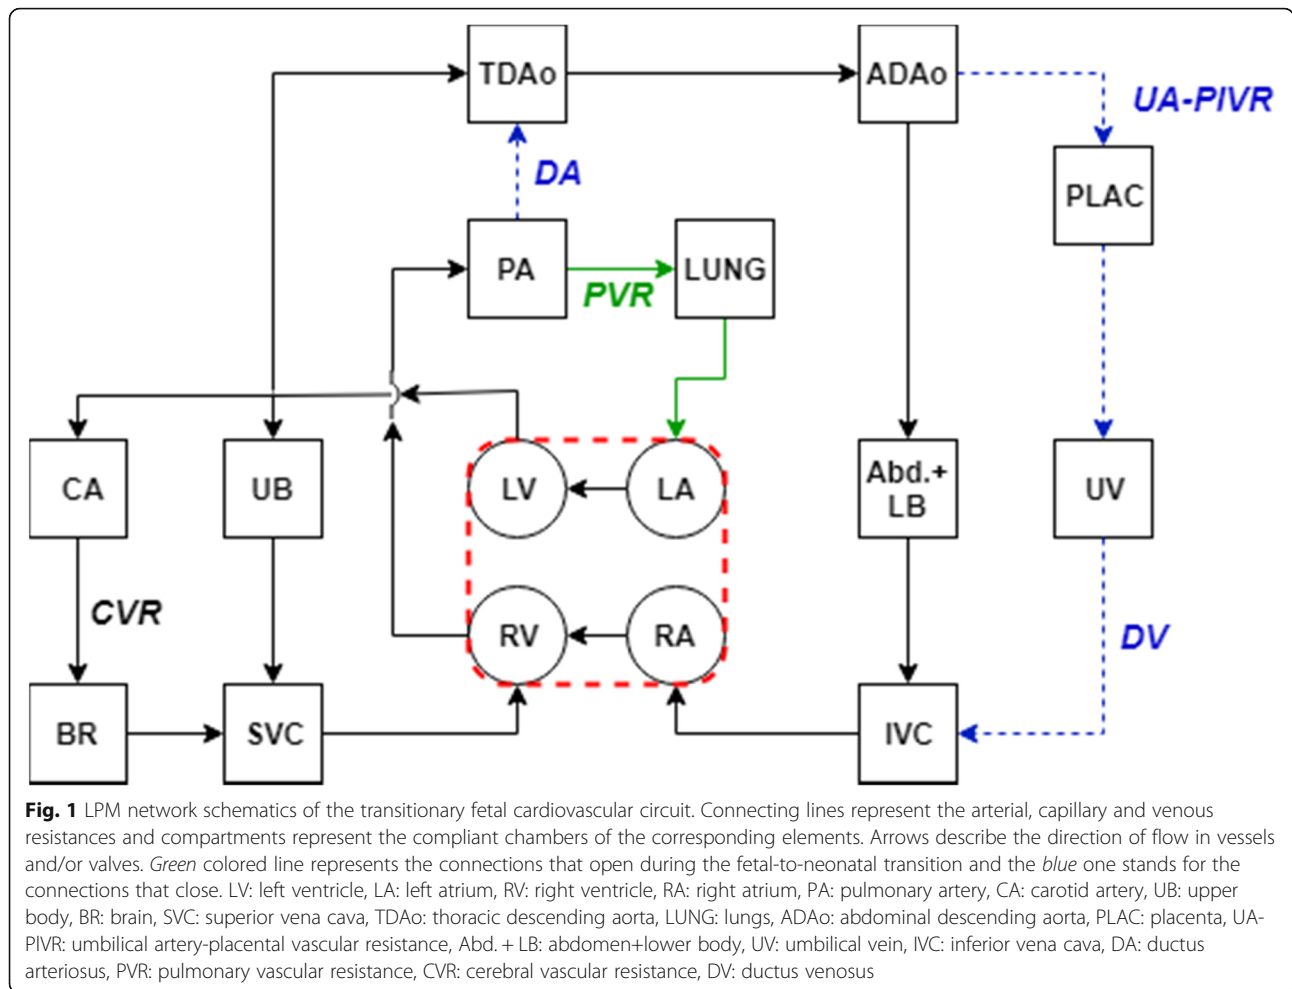 TDAo
ADAo
UA-PIVR
DA
PLAC
PA
LUNG
PVR
CA
UB
LV
LA
Abd.+
LB
UV
CVR
RV
RA
DV
BR
SVC
IVC
Fig. 1 LPM network schematics of the transitionary fetal cardiovascular circuit. Connecting lines represent the arterial, capillary and venous
resistances and compartments represent the compliant chambers of the corresponding elements. Arrows describe the direction of flow in vessels
and/or valves. Green colored line represents the connections that open during the fetal-to-neonatal transition and the blue one stands for the
connections that close. LV: left ventricle, LA: left atrium, RV: right ventricle, RA: right atrium, PA: pulmonary artery, CA: carotid artery, UB: upper
body, BR: brain, SVC: superior vena cava, TDAo: thoracic descending aorta, LUNG: lungs, ADAo: abdominal descending aorta, PLAC: placenta, UA-
PIVR: umbilical artery-placental vascular resistance, Abd. + LB: abdomen+lower body, UV: umbilical vein, IVC: inferior vena cava, DA: ductus
arteriosus, PVR: pulmonary vascular resistance, CVR: cerebral vascular resistance, DV: ductus venosus